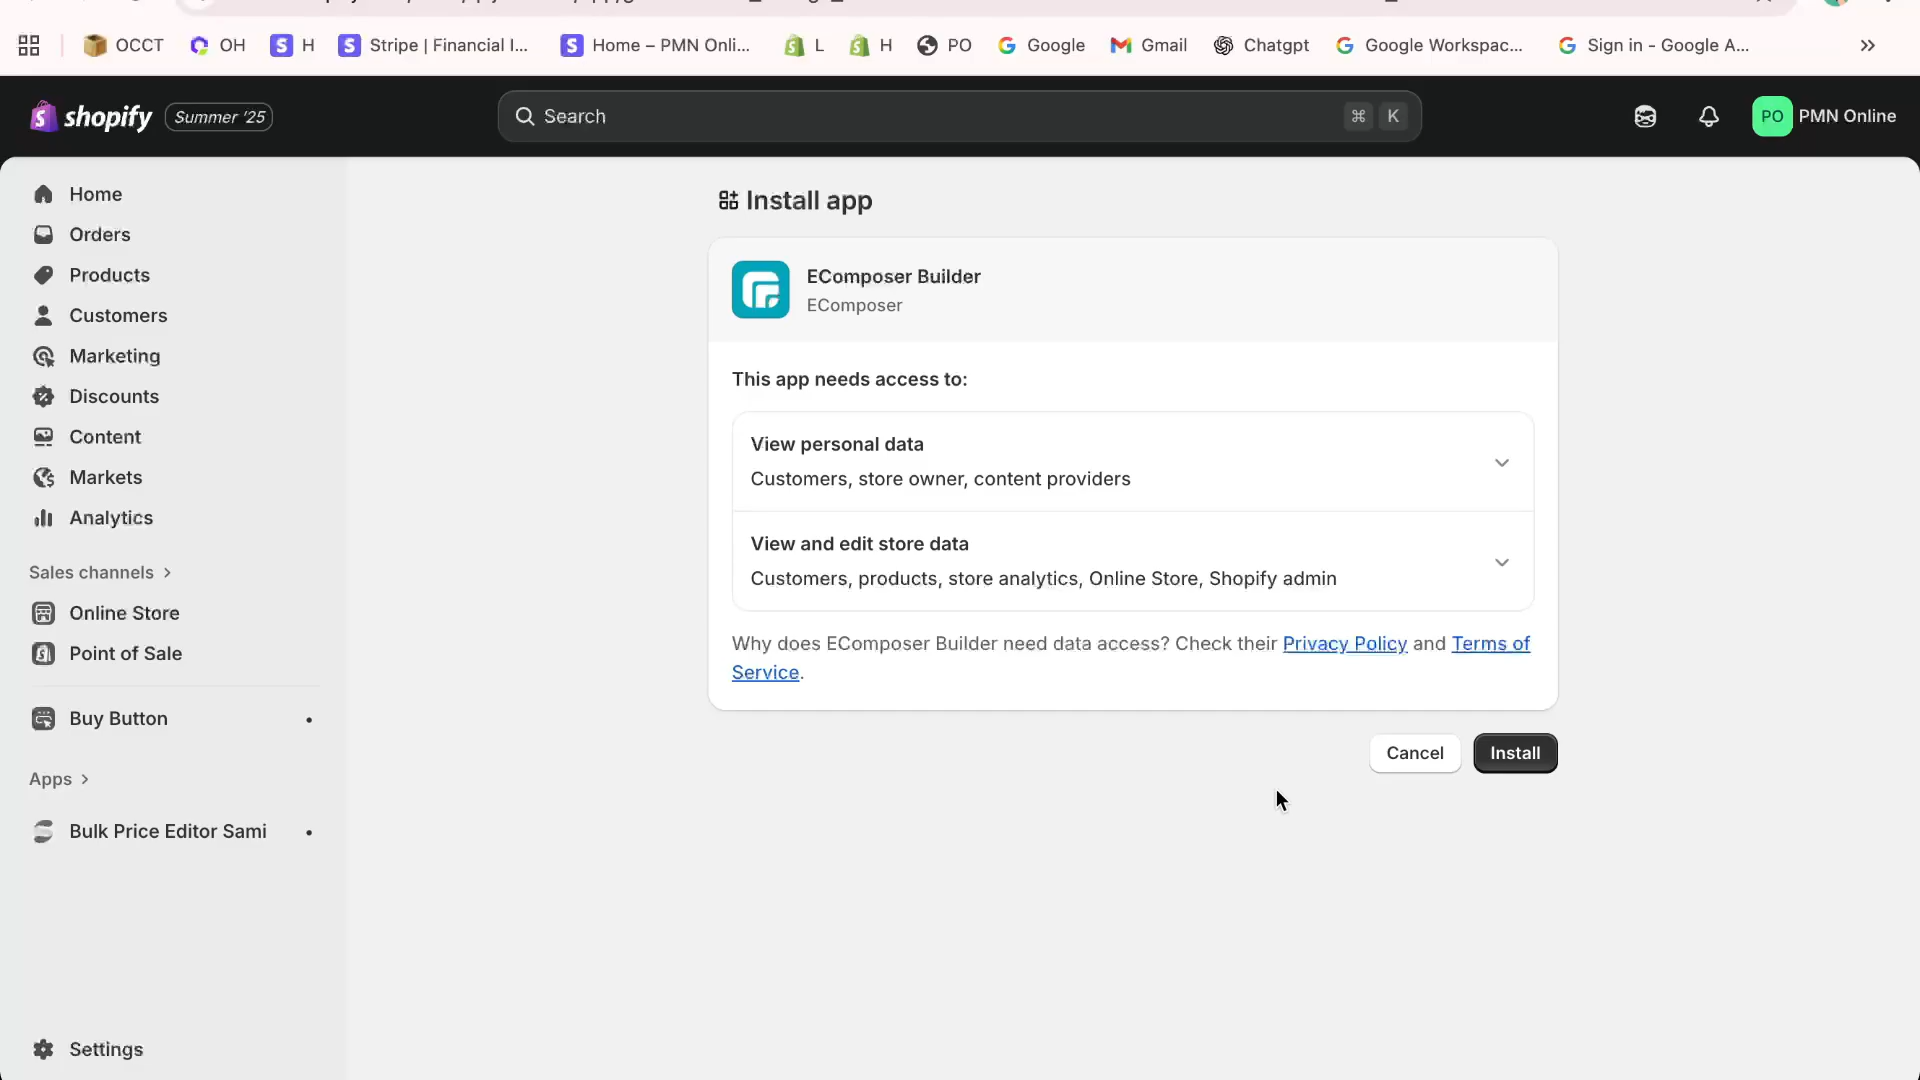 OCCT OH H Stripe | Financial I... Home – PMN Onli... L H PO Google Gmail Chatgpt Google Workspac... Sign in - Google A...
shopify Summer '25 Search ⌘ K PO PMN Online
Home
Orders
Products
Customers
Marketing
Discounts
Content
Markets
Analytics
Sales channels
Online Store
Point of Sale
Buy Button
Apps
Bulk Price Editor Sami
Settings
Install app
EComposer Builder
EComposer
This app needs access to:
View personal data
Customers, store owner, content providers
View and edit store data
Customers, products, store analytics, Online Store, Shopify admin
Why does EComposer Builder need data access? Check their Privacy Policy and Terms of
Service.
Cancel Install